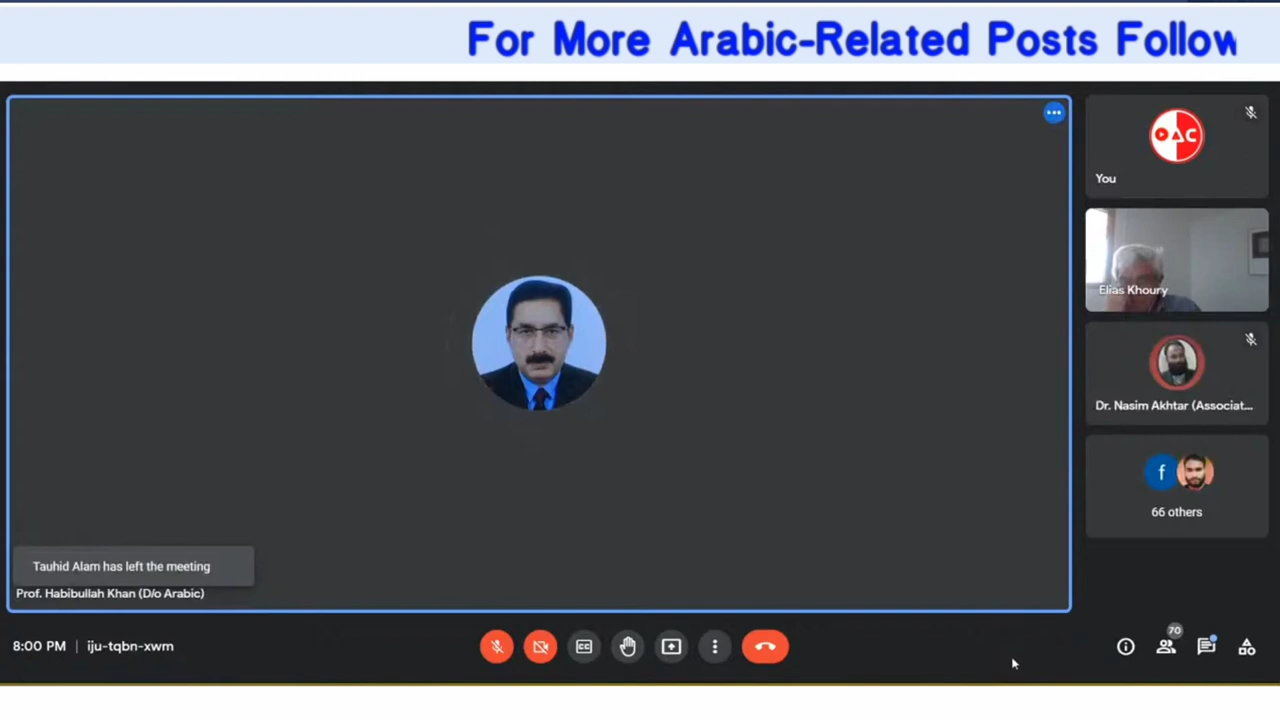 For More Arabic-Related Posts Follow
You
Elias Khoury
Dr. Nasim Akhtar (Associat...
f
66 others
Tauhid Alam has left the meeting
Prof. Habibullah Khan (D/o Arabic)
8:00 PM | iju-tqbn-xwm
CC
70